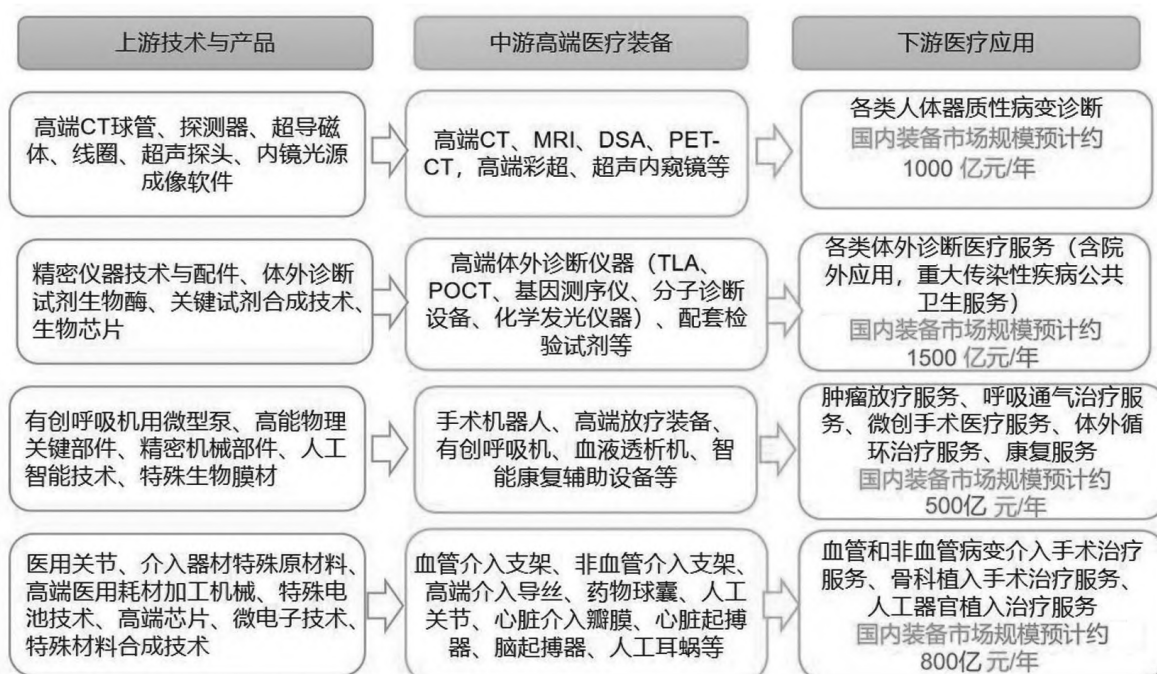 上游技术与产品
中游高端医疗装备
下游医疗应用
高端CT球管、探测器、超导磁
体、线圈、超声探头、内镜光源
成像软件
高端CT、MRI、DSA、PET-
CT，高端彩超、超声内窥镜等
各类人体器质性病变诊断
国内装备市场规模预计约
1000 亿元/年
精密仪器技术与配件、体外诊断
试剂生物酶、关键试剂合成技术、
生物芯片
高端体外诊断仪器（TLA、
POCT、基因测序仪、分子诊断
设备、化学发光仪器）、配套检
验试剂等
各类体外诊断医疗服务（含院
外应用，重大传染性疾病公共
卫生服务）
国内装备市场规模预计约
1500 亿元/年
有创呼吸机用微型泵、高能物理
关键部件、精密机械部件、人工
智能技术、特殊生物膜材
手术机器人、高端放疗装备、
有创呼吸机、血液透析机、智
能康复辅助设备等
肿瘤放疗服务、呼吸通气治疗服
务、微创手术医疗服务、体外循
环治疗服务、康复服务
国内装备市场规模预计约
500亿 元/年
医用关节、介入器材特殊原材料、
高端医用耗材加工机械、特殊电
池技术、高端芯片、微电子技术、
特殊材料合成技术
血管介入支架、非血管介入支架、
高端介入导丝、药物球囊、人工
关节、心脏介入瓣膜、心脏起搏
器、脑起搏器、人工耳蜗等
血管和非血管病变介入手术治疗
服务、骨科植入手术治疗服务、
人工器官植入治疗服务
国内装备市场规模预计约
800亿 元/年